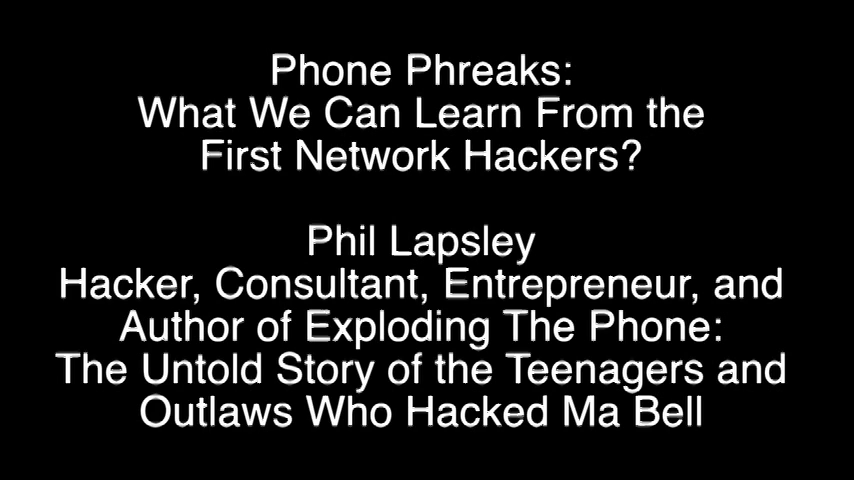 Phone Phreaks:
What We Can Learn From the
First Network Hackers?
Phil Lapsley
Hacker, Consultant, Entrepreneur, and
Author of Exploding The Phone:
The Untold Story of the Teenagers and
Outlaws Who Hacked Ma Bell